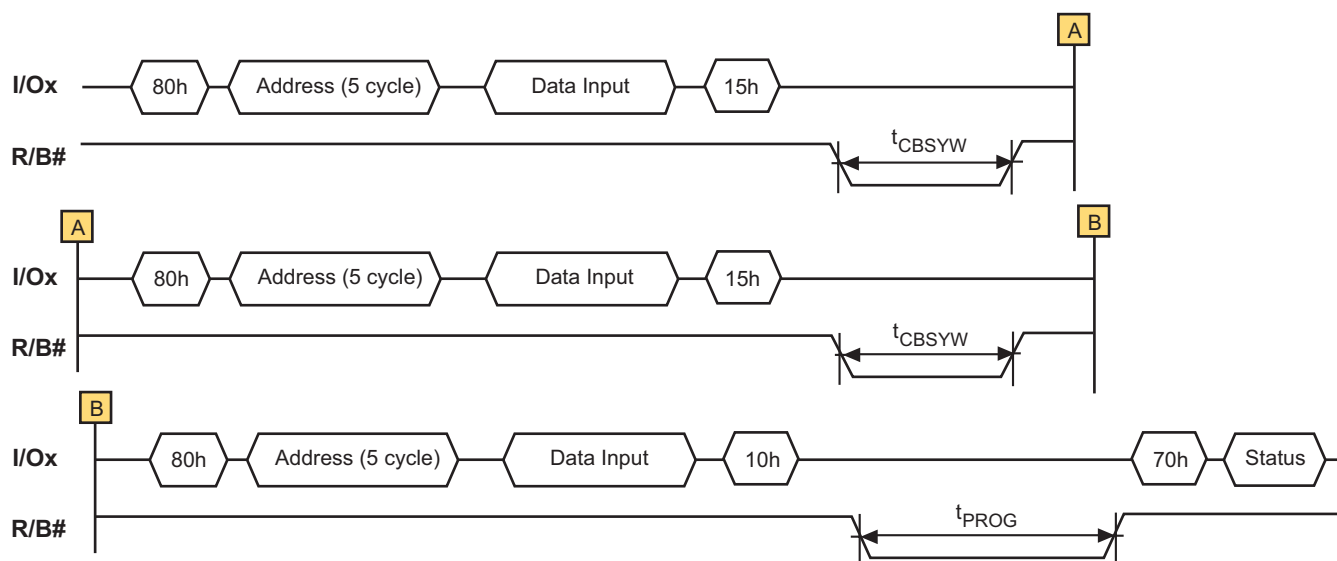 A
I/Ox 80h Address (5 cycle) Data Input 15h
R/B# tCBSYW
A B
I/Ox 80h Address (5 cycle) Data Input 15h
R/B# tCBSYW
B
I/Ox 80h Address (5 cycle) Data Input 10h 70h Status
R/B# tPROG